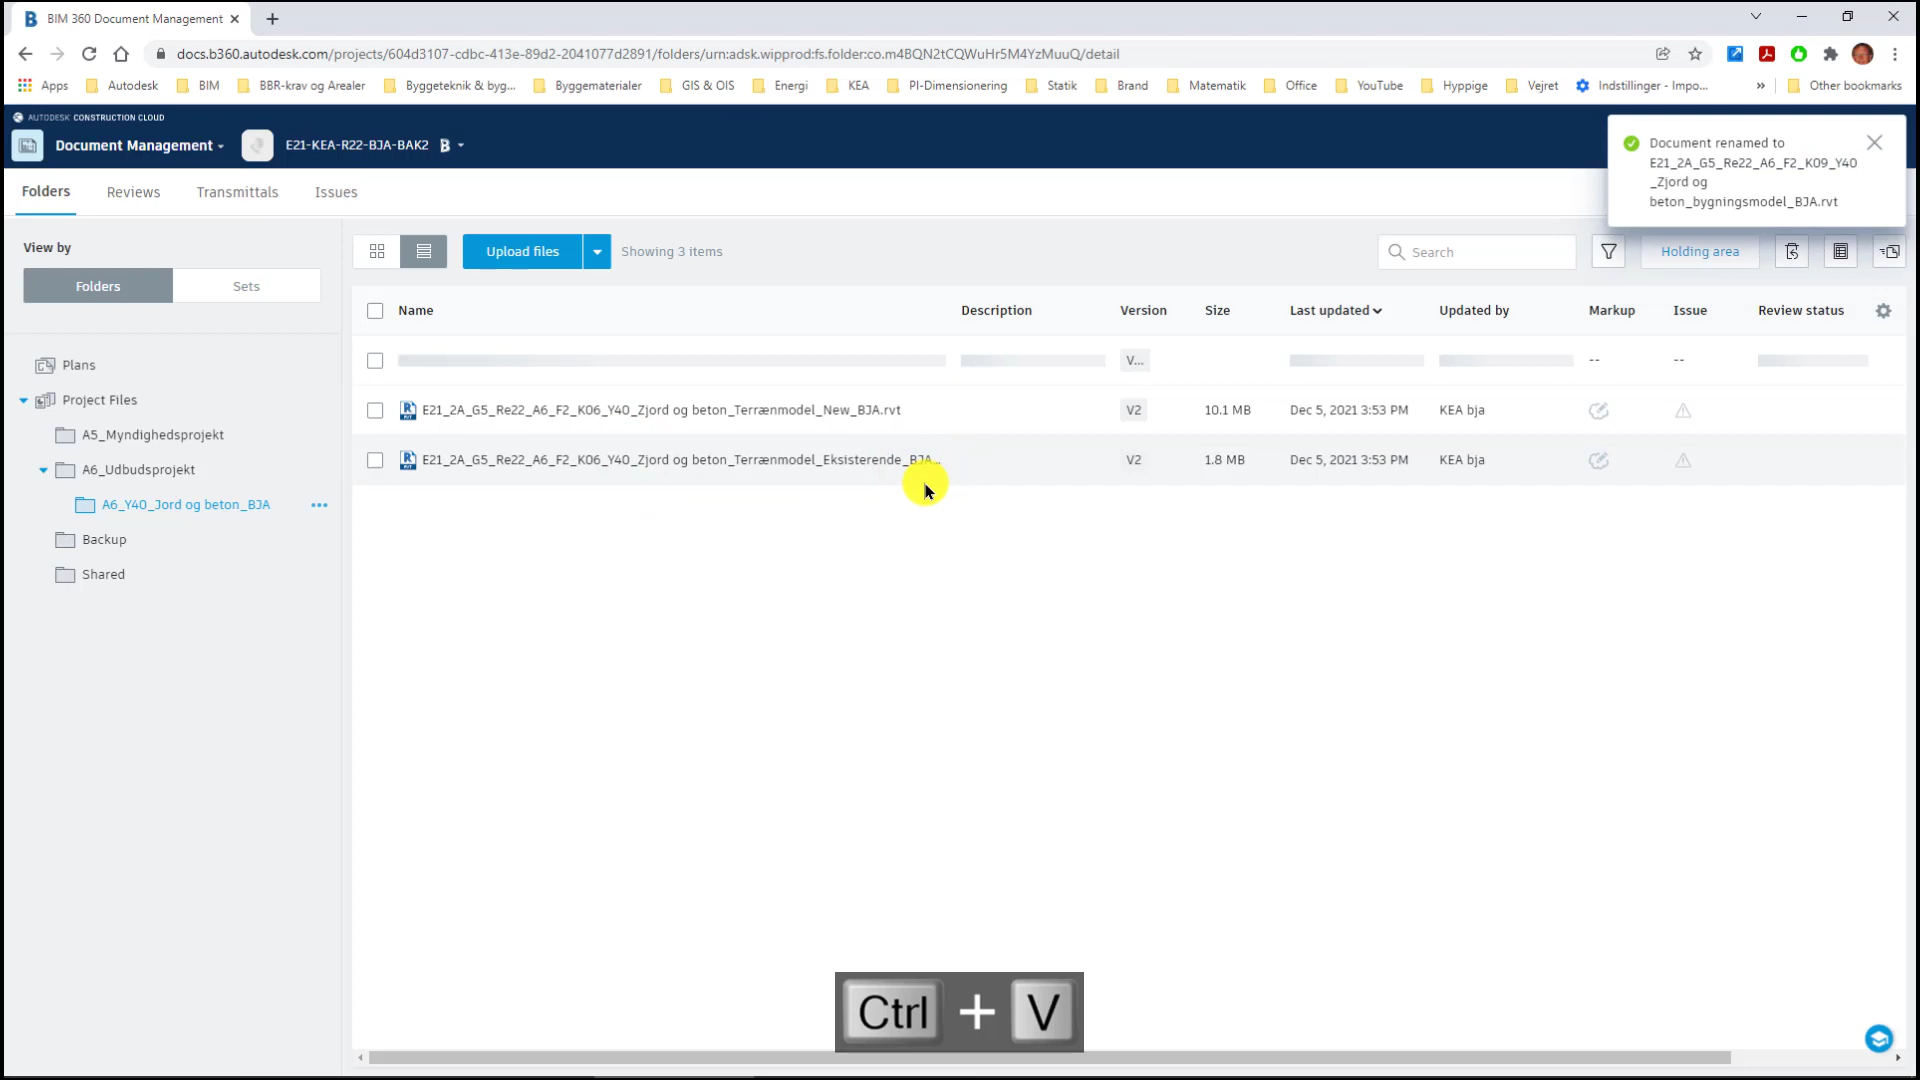 BIM 360 Document Management
docs.b360.autodesk.com/projects/604d3107-cdbc-413e-89d2-2041077d2891/folders/urn:adsk.wipprod:fs.folder:co.m4BQN2tCQWuHr5M4YzMuuQ/detail
Apps Autodesk BIM BBR-krav og Arealer Byggeteknik & byg... Byggematerialer GIS & OIS Energi KEA PI-Dimensionering Statik Brand Matematik Office YouTube Hyppige Vejret Indstillinger - Impo... » Other bookmarks
AUTODESK CONSTRUCTION CLOUD
Document Management E21-KEA-R22-BJA-BAK2 B
Document renamed to
E21_2A_G5_Re22_A6_F2_K09_Y40
_Zjord og
beton_bygningsmodel_BJA.rvt
Folders Reviews Transmittals Issues
View by
Folders Sets
Plans
Project Files
A5_Myndighedsprojekt
A6_Udbudsprojekt
A6_Y40_Jord og beton_BJA
Backup
Shared
Upload files Showing 3 items Search Holding area
Name Description Version Size Last updated Updated by Markup Issue Review status
V... -- --
E21_2A_G5_Re22_A6_F2_K06_Y40_Zjord og beton_Terrænmodel_New_BJA.rvt V2 10.1 MB Dec 5, 2021 3:53 PM KEA bja
E21_2A_G5_Re22_A6_F2_K06_Y40_Zjord og beton_Terrænmodel_Eksisterende_BJA... V2 1.8 MB Dec 5, 2021 3:53 PM KEA bja
Ctrl + V